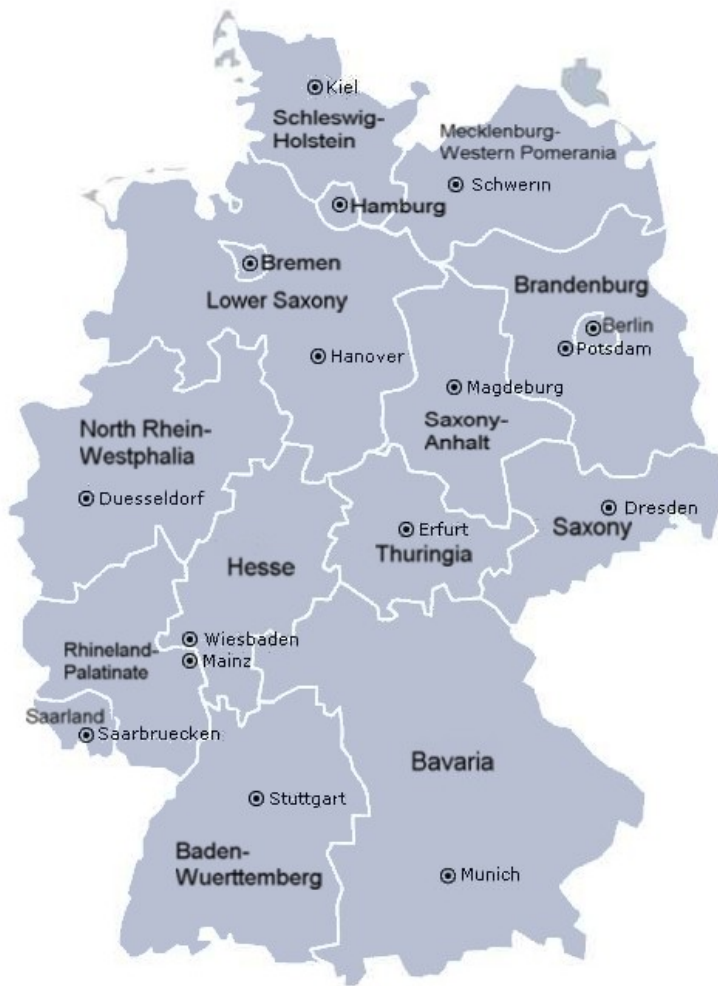 Kiel
Schleswig-
Holstein
Mecklenburg-
Western Pomerania
Schwerin
Hamburg
Bremen
Lower Saxony
Brandenburg
Berlin
Potsdam
Hanover
Magdeburg
Saxony-
Anhalt
North Rhein-
Westphalia
Duesseldorf
Dresden
Saxony
Erfurt
Thuringia
Hesse
Wiesbaden
Mainz
Rhineland-
Palatinate
Saarland
Saarbruecken
Bavaria
Stuttgart
Baden-
Wuerttemberg
Munich